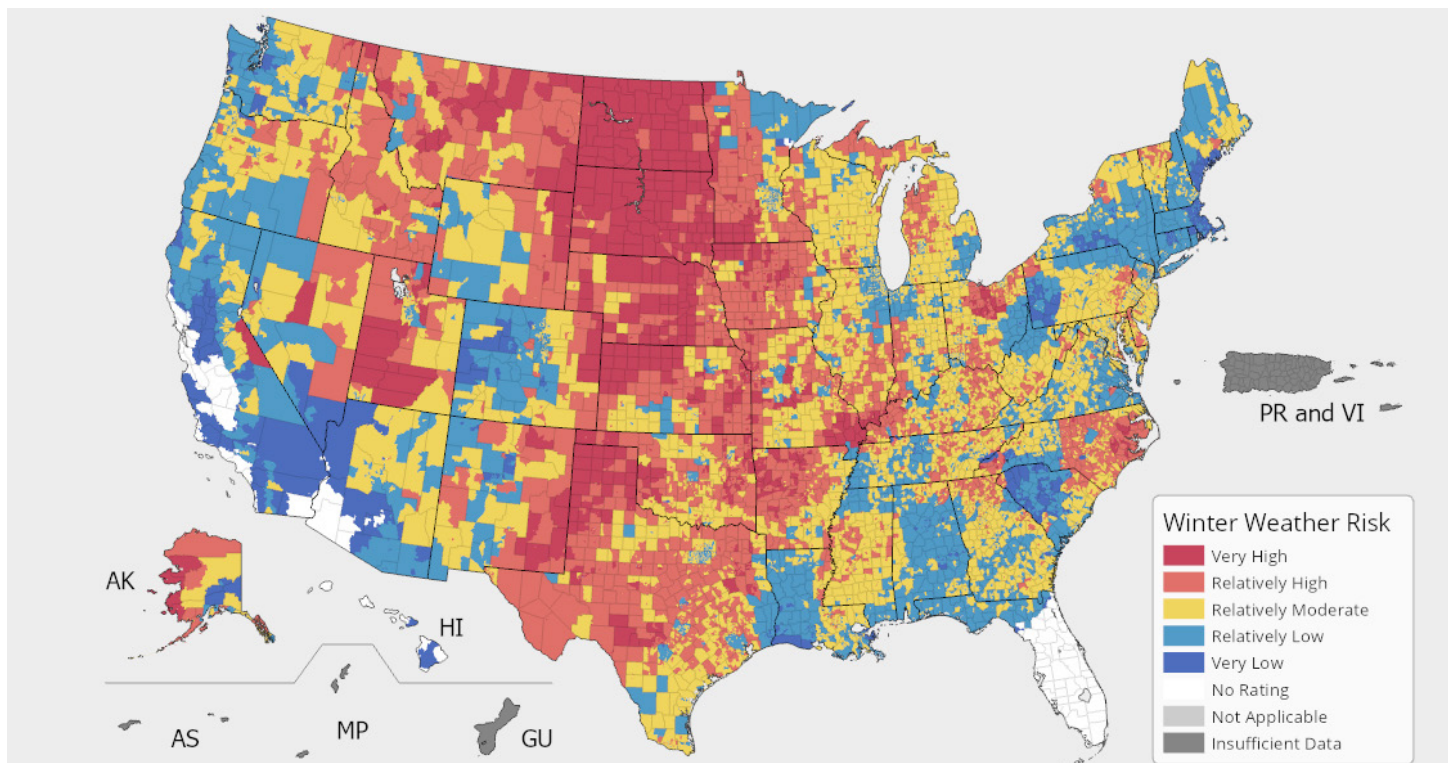 PR and VI
AK
HI
AS
MP
GU
Winter Weather Risk
Very High
Relatively High
Relatively Moderate
Relatively Low
Very Low
No Rating
Not Applicable
Insufficient Data